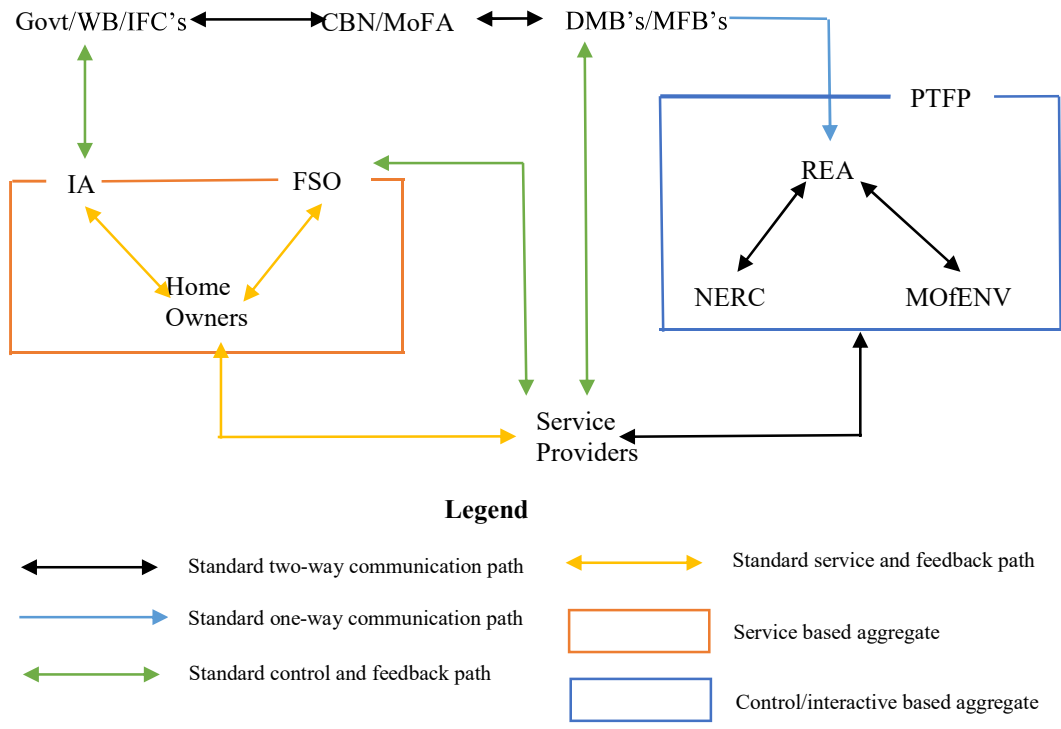 Govt/WB/IFC's
CBN/MoFA
DMB's/MFB's
PTFP
IA
FSO
REA
Home
Owners
NERC
MOfENV
Service
Providers
Legend
Standard two-way communication path
Standard service and feedback path
Standard one-way communication path
Service based aggregate
Standard control and feedback path
Control/interactive based aggregate